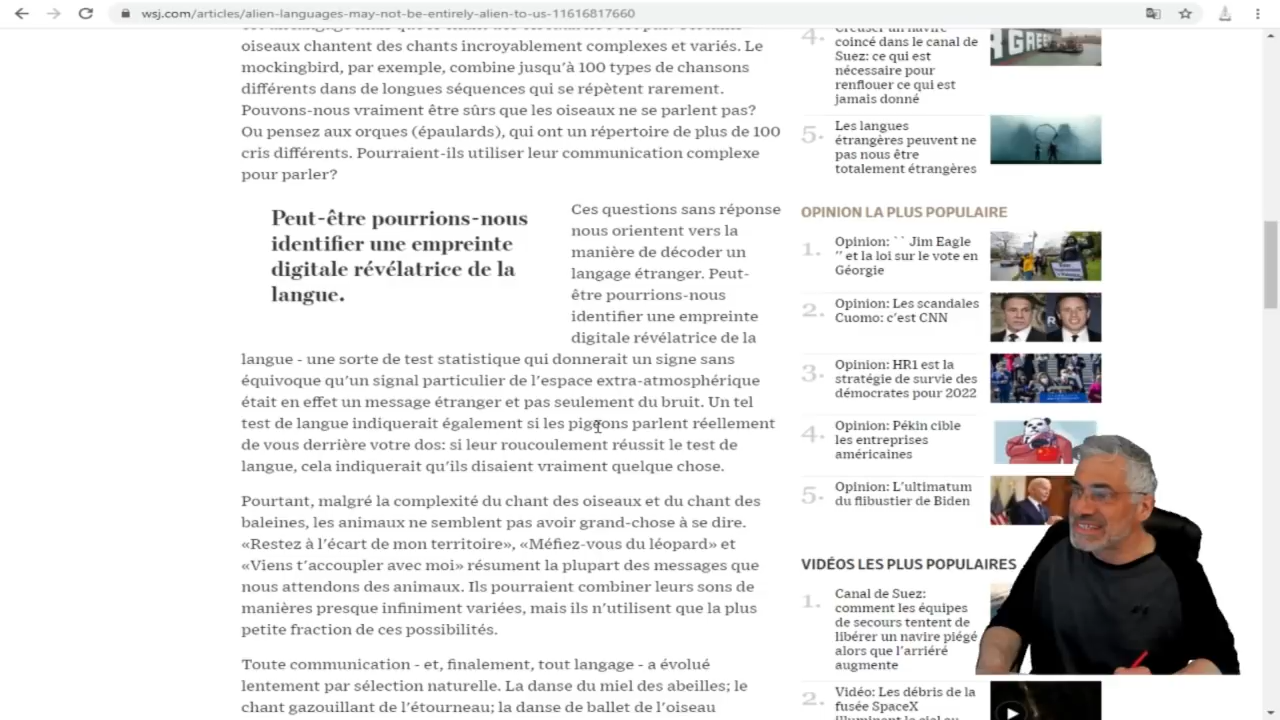 wsj.com/articles/alien-languages-may-not-be-entirely-alien-to-us-11616817660
oiseaux chantent des chants incroyablement complexes et variés. Le
mockingbird, par exemple, combine jusqu'à 100 types de chansons
différents dans de longues séquences qui se répètent rarement.
Pouvons-nous vraiment être sûrs que les oiseaux ne se parlent pas?
Ou pensez aux orques (épaulards), qui ont un répertoire de plus de 100
cris différents. Pourraient-ils utiliser leur communication complexe
pour parler?
Peut-être pourrions-nous
identifier une empreinte
digitale révélatrice de la
langue.
Ces questions sans réponse
nous orientent vers la
manière de décoder un
langage étranger. Peut-
être pourrions-nous
identifier une empreinte
digitale révélatrice de la
langue - une sorte de test statistique qui donnerait un signe sans
équivoque qu'un signal particulier de l'espace extra-atmosphérique
était en effet un message étranger et pas seulement du bruit. Un tel
test de langue indiquerait également si les pigeons parlent réellement
de vous derrière votre dos: si leur roucoulement réussit le test de
langue, cela indiquerait qu'ils disaient vraiment quelque chose.
Pourtant, malgré la complexité du chant des oiseaux et du chant des
baleines, les animaux ne semblent pas avoir grand-chose à se dire.
«Restez à l'écart de mon territoire», «Méfiez-vous du léopard» et
«Viens t'accoupler avec moi» résument la plupart des messages que
nous attendons des animaux. Ils pourraient combiner leurs sons de
manières presque infiniment variées, mais ils n'utilisent que la plus
petite fraction de ces possibilités.
Toute communication - et, finalement, tout langage - a évolué
lentement par sélection naturelle. La danse du miel des abeilles; le
chant gazouillant de l'étourneau; la danse de ballet de l'oiseau
4. Creuser un navire
coincé dans le canal de
Suez: ce qui est
nécessaire pour
renflouer ce qui est
jamais donné
5. Les langues
étrangères peuvent ne
pas nous être
totalement étrangères
OPINION LA PLUS POPULAIRE
1. Opinion: `` Jim Eagle
'' et la loi sur le vote en
Géorgie
2. Opinion: Les scandales
Cuomo: c'est CNN
3. Opinion: HR1 est la
stratégie de survie des
démocrates pour 2022
4. Opinion: Pékin cible
les entreprises
américaines
5. Opinion: L'ultimatum
du flibustier de Biden
VIDÉOS LES PLUS POPULAIRES
1. Canal de Suez:
comment les équipes
de secours tentent de
libérer un navire piégé
alors que l'arriéré
augmente
2. Vidéo: Les débris de la
fusée SpaceX